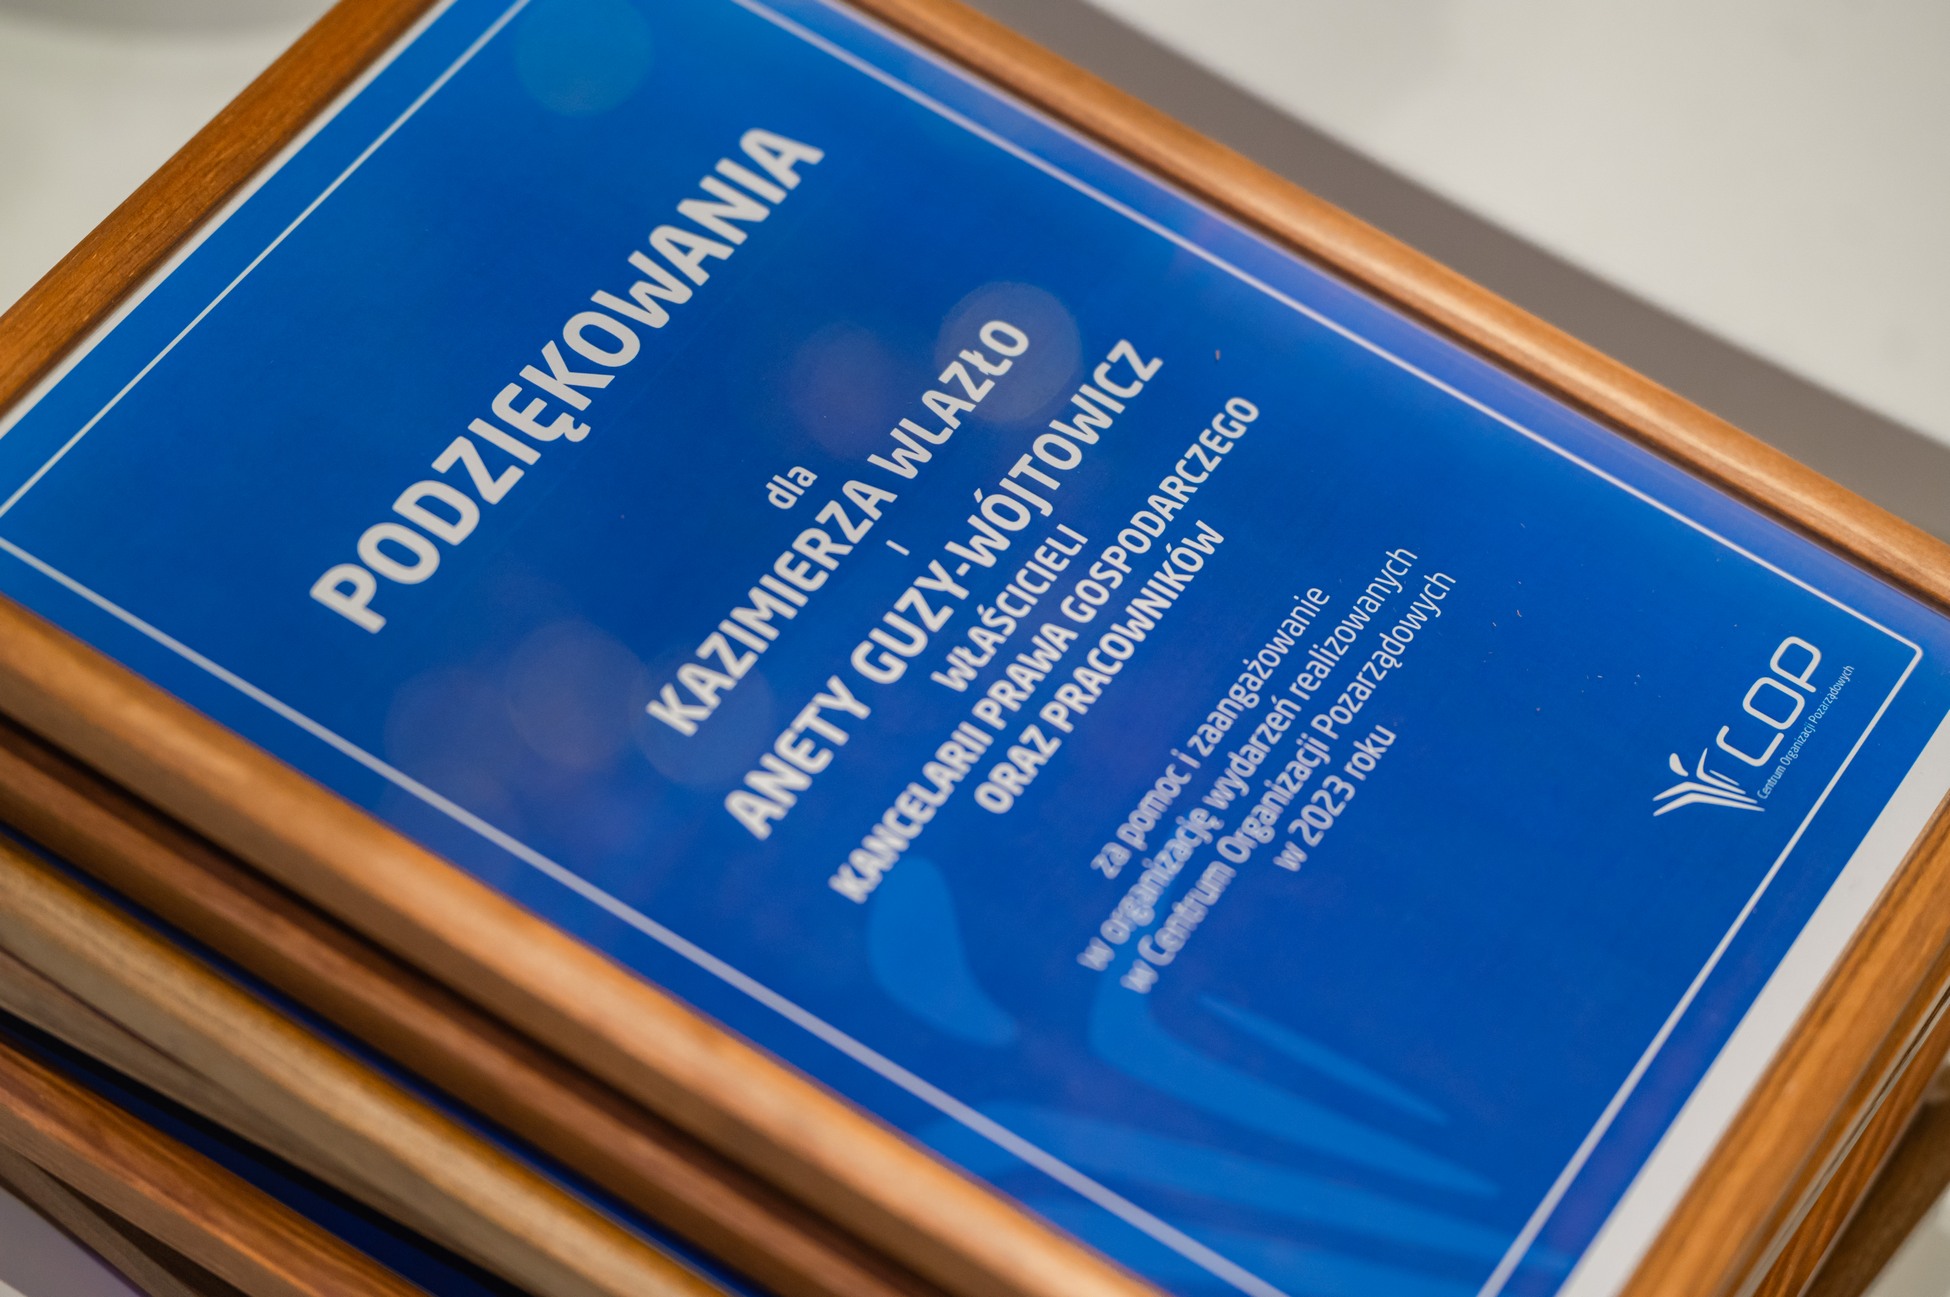 PODZIĘKOWANIA
dla
KAZIMIERZA WLAZŁO
I
ANETY GUZY-WÓJTOWICZ
WŁAŚCICIELI
KANCELARII PRAWA GOSPODARCZEGO
ORAZ PRACOWNIKÓW
za pomoc i zaangażowanie
w organizację wydarzeń realizowanych
w Centrum Organizacji Pozarządowych
w 2023 roku
COP
Centrum Organizacji Pozarządowych